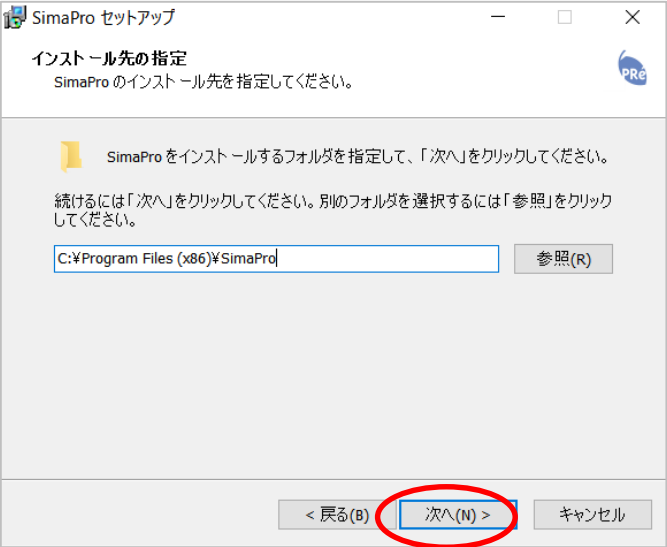 SimaPro セットアップ
インストールの指定
SimaPro のインストール先を指定してください。
PRé
SimaPro をインストールするフォルダを指定して、「次へ」をクリックしてください。
続けるには「次へ」をクリックしてください。別のフォルダを選択するには「参照」をクリック
してください。
C:¥Program Files (x86)¥SimaPro
参照(R)
< 戻る(B)
次へ(N) >
キャンセル